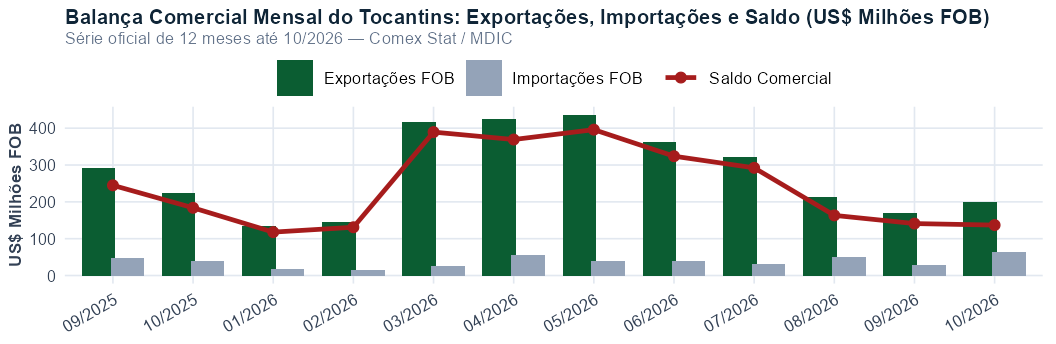 Balança Comercial Mensal do Tocantins: Exportações, Importações e Saldo (US$ Milhões FOB)
Série oficial de 12 meses até 10/2026 — Comex Stat / MDIC
Exportações FOB Importações FOB Saldo Comercial
US$ Milhões FOB
400
300
200
100
0
09/2025 10/2025 01/2026 02/2026 03/2026 04/2026 05/2026 06/2026 07/2026 08/2026 09/2026 10/2026